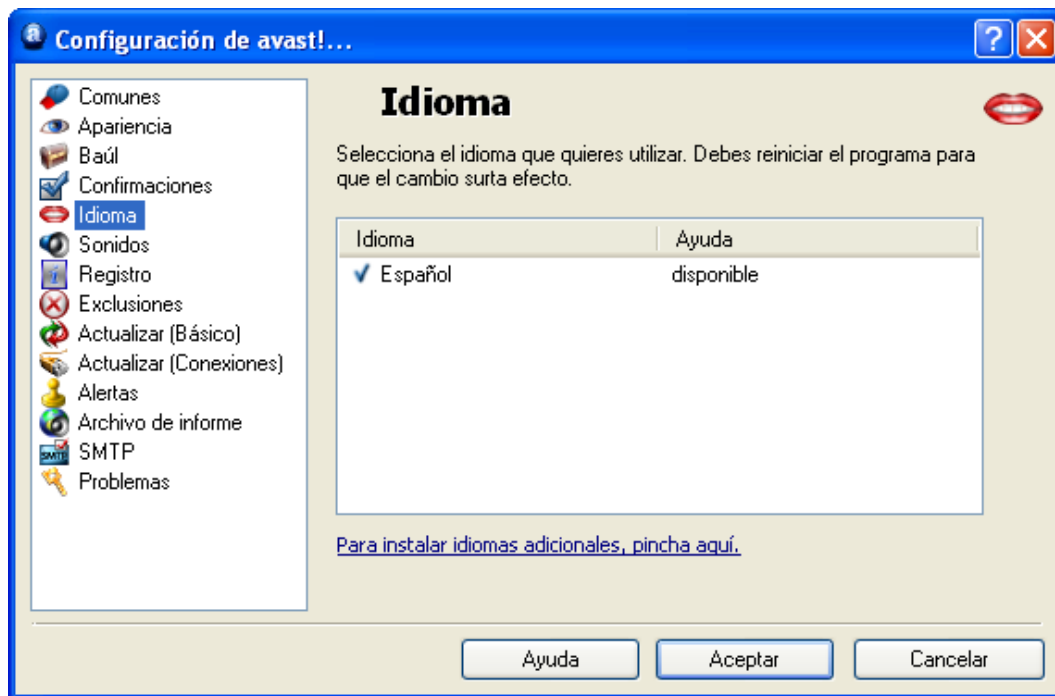 Configuración de avast!...
Comunes
Apariencia
Baúl
Confirmaciones
Idioma
Sonidos
Registro
Exclusiones
Actualizar (Básico)
Actualizar (Conexiones)
Alertas
Archivo de informe
SMTP
Problemas
Idioma
Selecciona el idioma que quieres utilizar. Debes reiniciar el programa para
que el cambio surta efecto.
Idioma Ayuda
Español disponible
Para instalar idiomas adicionales, pincha aquí.
Ayuda Aceptar Cancelar